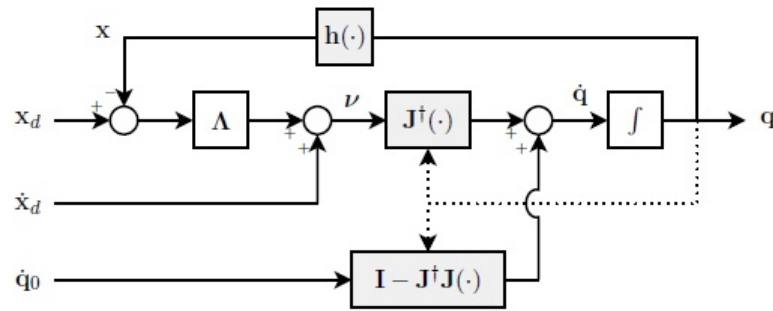 x
h(·)
−
+
x_d
Λ
+
+
ν
J†(·)
+
+
q̇
∫
q
ẋ_d
q̇_0
I − J†J(·)